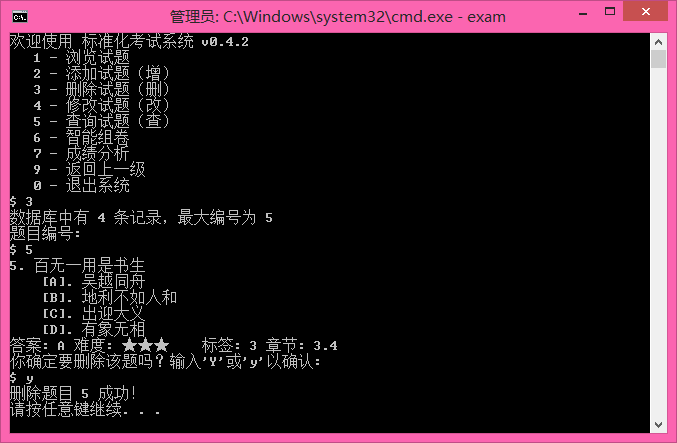 管理员: C:\Windows\system32\cmd.exe - exam
欢迎使用 标准化考试系统 v0.4.2
1 - 浏览试题
2 - 添加试题（增）
3 - 删除试题（删）
4 - 修改试题（改）
5 - 查询试题（查）
6 - 智能组卷
7 - 成绩分析
9 - 返回上一级
0 - 退出系统
$ 3
数据库中有 4 条记录，最大编号为 5
题目编号：
$ 5
5. 百无一用是书生
[A]. 吴越同舟
[B]. 地利不如人和
[C]. 出迎大义
[D]. 有象无相
答案: A 难度: ★★★ 标签: 3 章节: 3.4
你确定要删除该题吗？输入'Y'或'y'以确认：
$ y
删除题目 5 成功！
请按任意键继续. . .